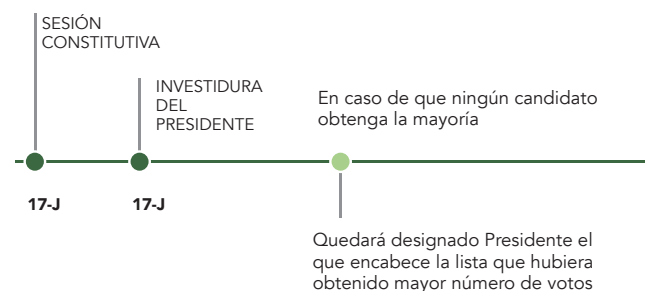 SESIÓN
CONSTITUTIVA
INVESTIDURA
DEL
PRESIDENTE
En caso de que ningún candidato
obtenga la mayoría
17-J
17-J
Quedará designado Presidente el
que encabece la lista que hubiera
obtenido mayor número de votos